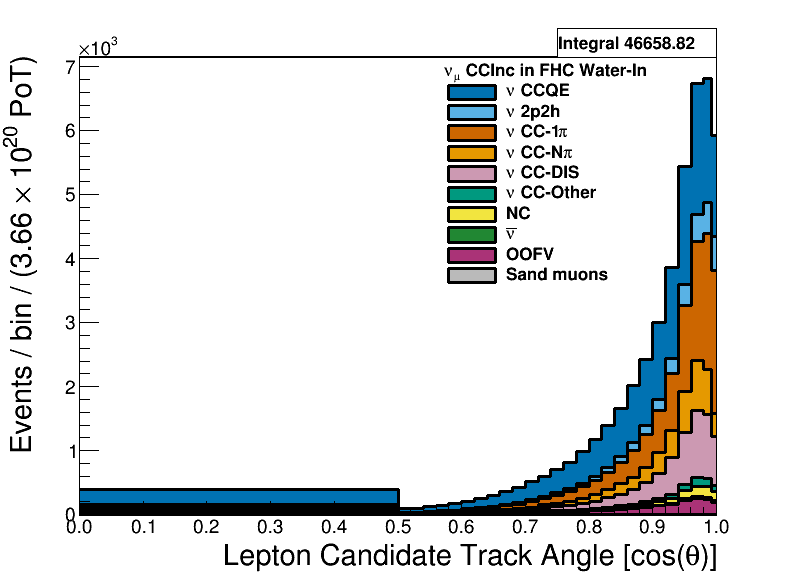 Integral 46658.82
×10³
ν_μ CCInc in FHC Water-In
ν CCQE
ν 2p2h
ν CC-1π
ν CC-Nπ
ν CC-DIS
ν CC-Other
NC
ν̅
OOFV
Sand muons
Events / bin / (3.66 × 10²⁰ PoT)
7
6
5
4
3
2
1
0
0.0 0.1 0.2 0.3 0.4 0.5 0.6 0.7 0.8 0.9 1.0
Lepton Candidate Track Angle [cos(θ)]